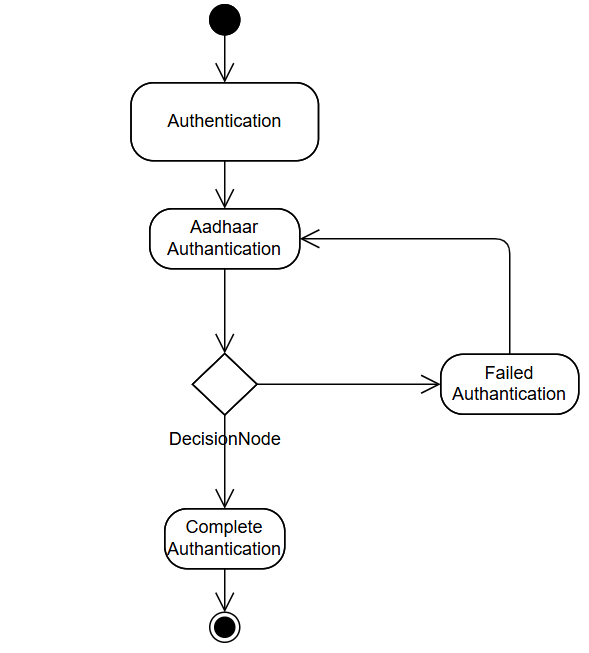 Authentication
Aadhaar
Authantication
Failed
Authantication
DecisionNode
Complete
Authantication